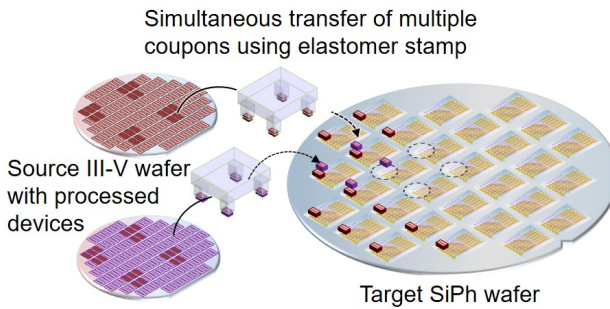 Simultaneous transfer of multiple
coupons using elastomer stamp
Source III-V wafer
with processed
devices
Target SiPh wafer